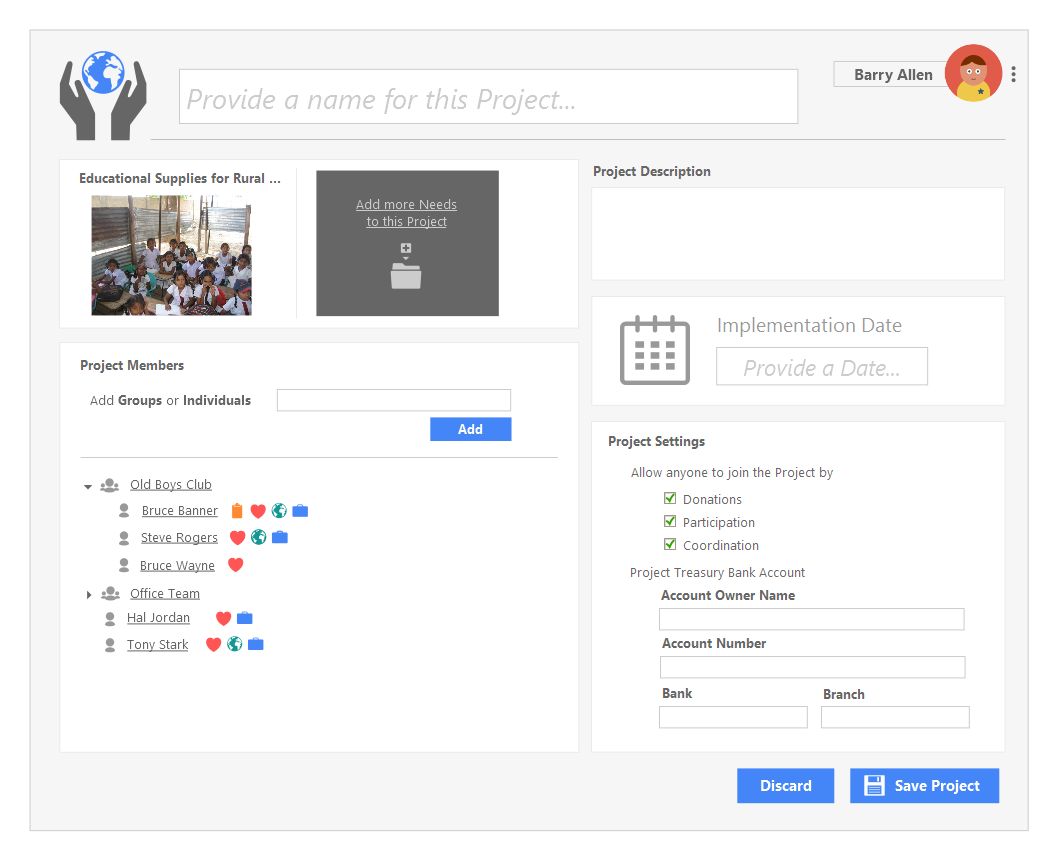 Provide a name for this Project...
Barry Allen
Educational Supplies for Rural ...
Add more Needs
to this Project
Project Description
Implementation Date
Provide a Date...
Project Members
Add Groups or Individuals
Add
Old Boys Club
Bruce Banner
Steve Rogers
Bruce Wayne
Office Team
Hal Jordan
Tony Stark
Project Settings
Allow anyone to join the Project by
Donations
Participation
Coordination
Project Treasury Bank Account
Account Owner Name
Account Number
Bank Branch
Discard Save Project